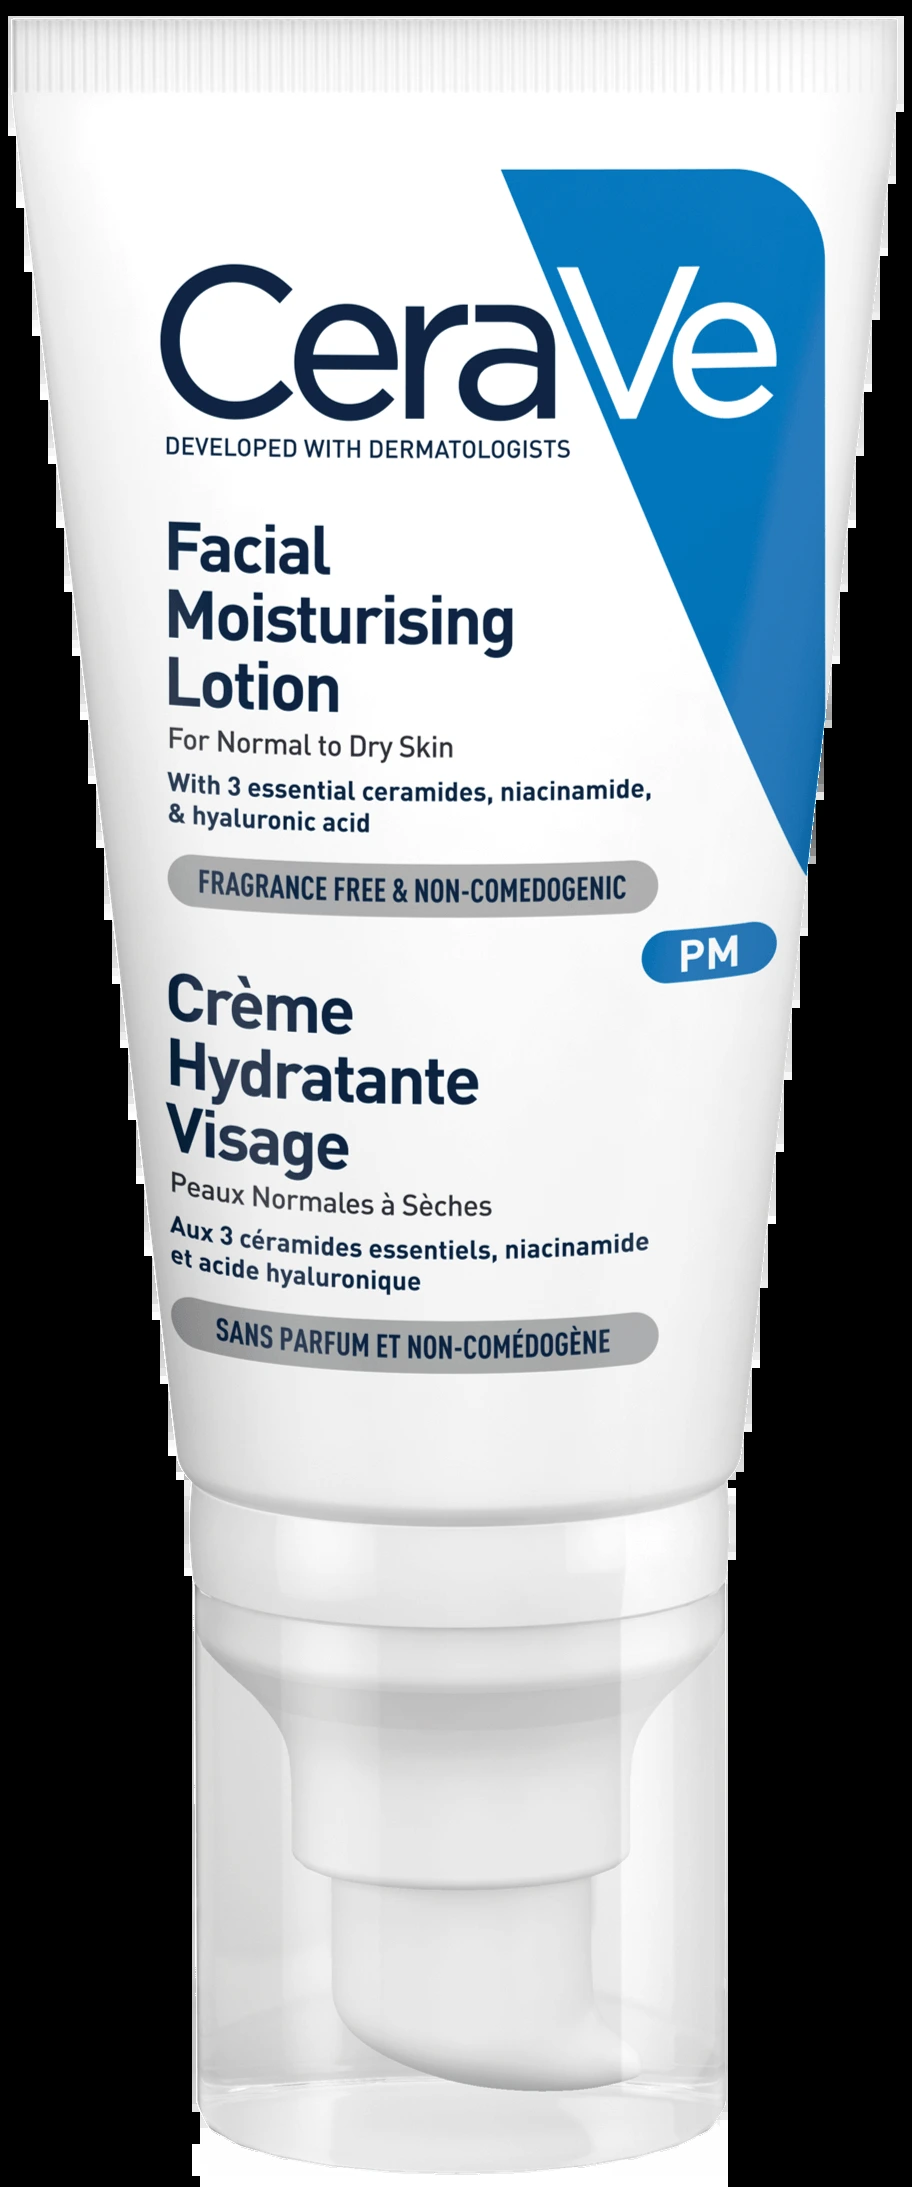 CeraVe
DEVELOPED WITH DERMATOLOGISTS
Facial
Moisturising
Lotion
For Normal to Dry Skin
With 3 essential ceramides, niacinamide,
& hyaluronic acid
FRAGRANCE FREE & NON-COMEDOGENIC
PM
Crème
Hydratante
Visage
Peaux Normales à Sèches
Aux 3 céramides essentiels, niacinamide
et acide hyaluronique
SANS PARFUM ET NON-COMÉDOGÈNE